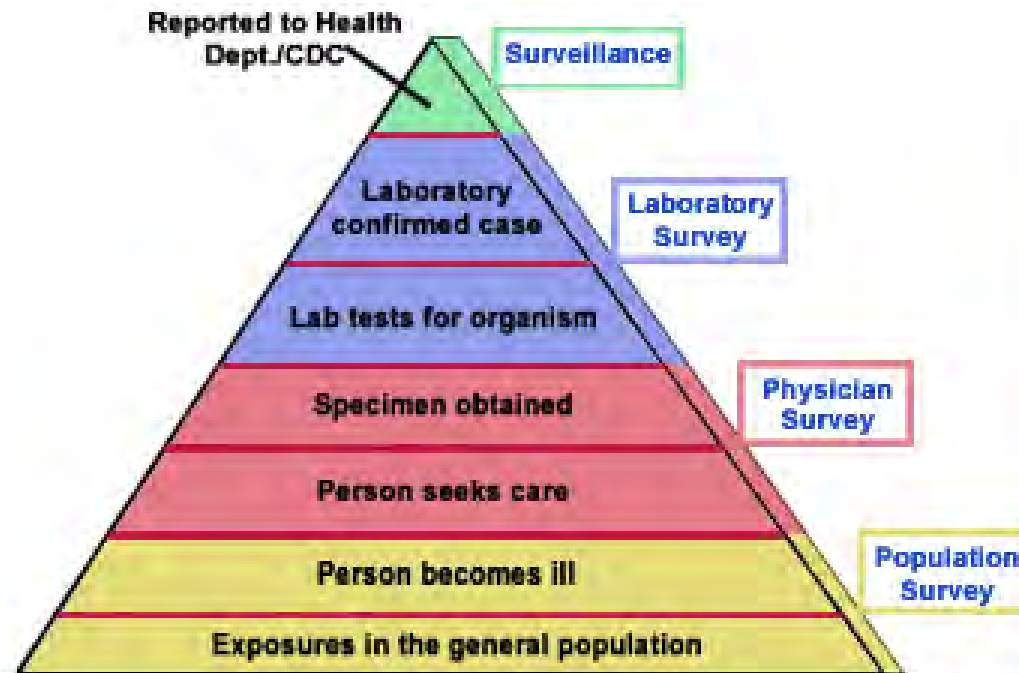 Reported to Health
Dept./CDC
Surveillance
Laboratory
confirmed case
Laboratory
Survey
Lab tests for organism
Specimen obtained
Physician
Survey
Person seeks care
Person becomes ill
Population
Survey
Exposures in the general population